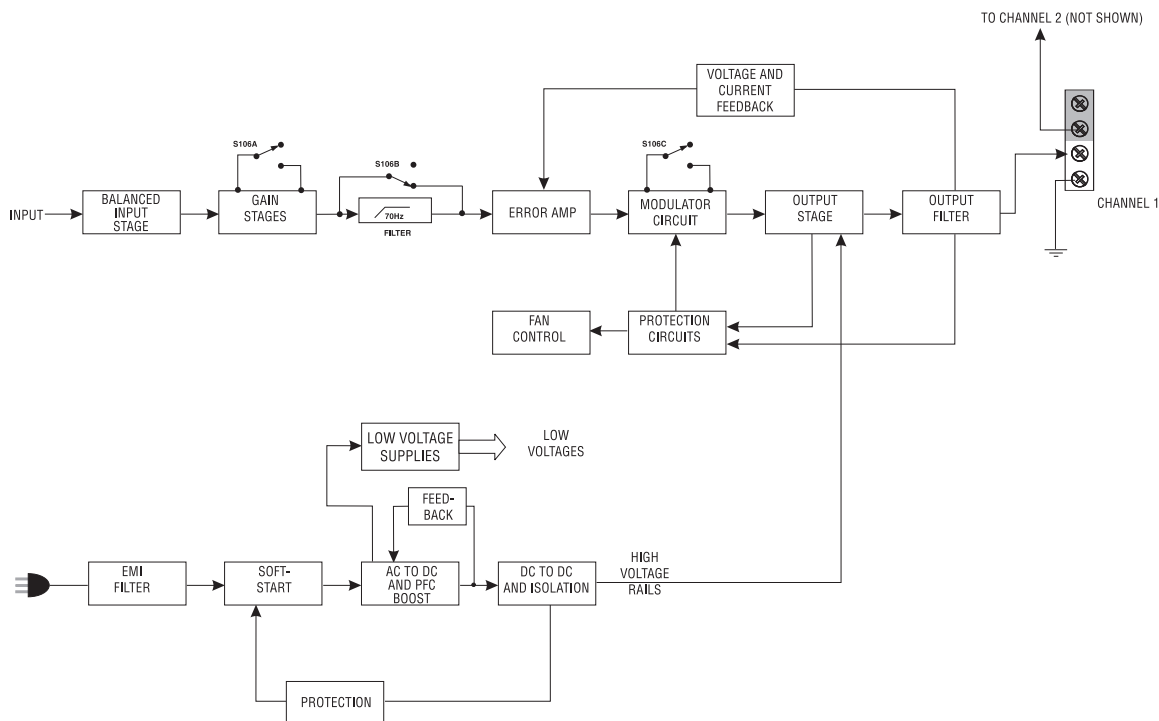 TO CHANNEL 2 (NOT SHOWN)
VOLTAGE AND
CURRENT
FEEDBACK
S106A
S106B
S106C
INPUT
BALANCED
INPUT
STAGE
GAIN
STAGES
70Hz
FILTER
ERROR AMP
MODULATOR
CIRCUIT
OUTPUT
STAGE
OUTPUT
FILTER
CHANNEL 1
FAN
CONTROL
PROTECTION
CIRCUITS
LOW VOLTAGE
SUPPLIES
LOW
VOLTAGES
FEED-
BACK
EMI
FILTER
SOFT-
START
AC TO DC
AND PFC
BOOST
DC TO DC
AND ISOLATION
HIGH
VOLTAGE
RAILS
PROTECTION